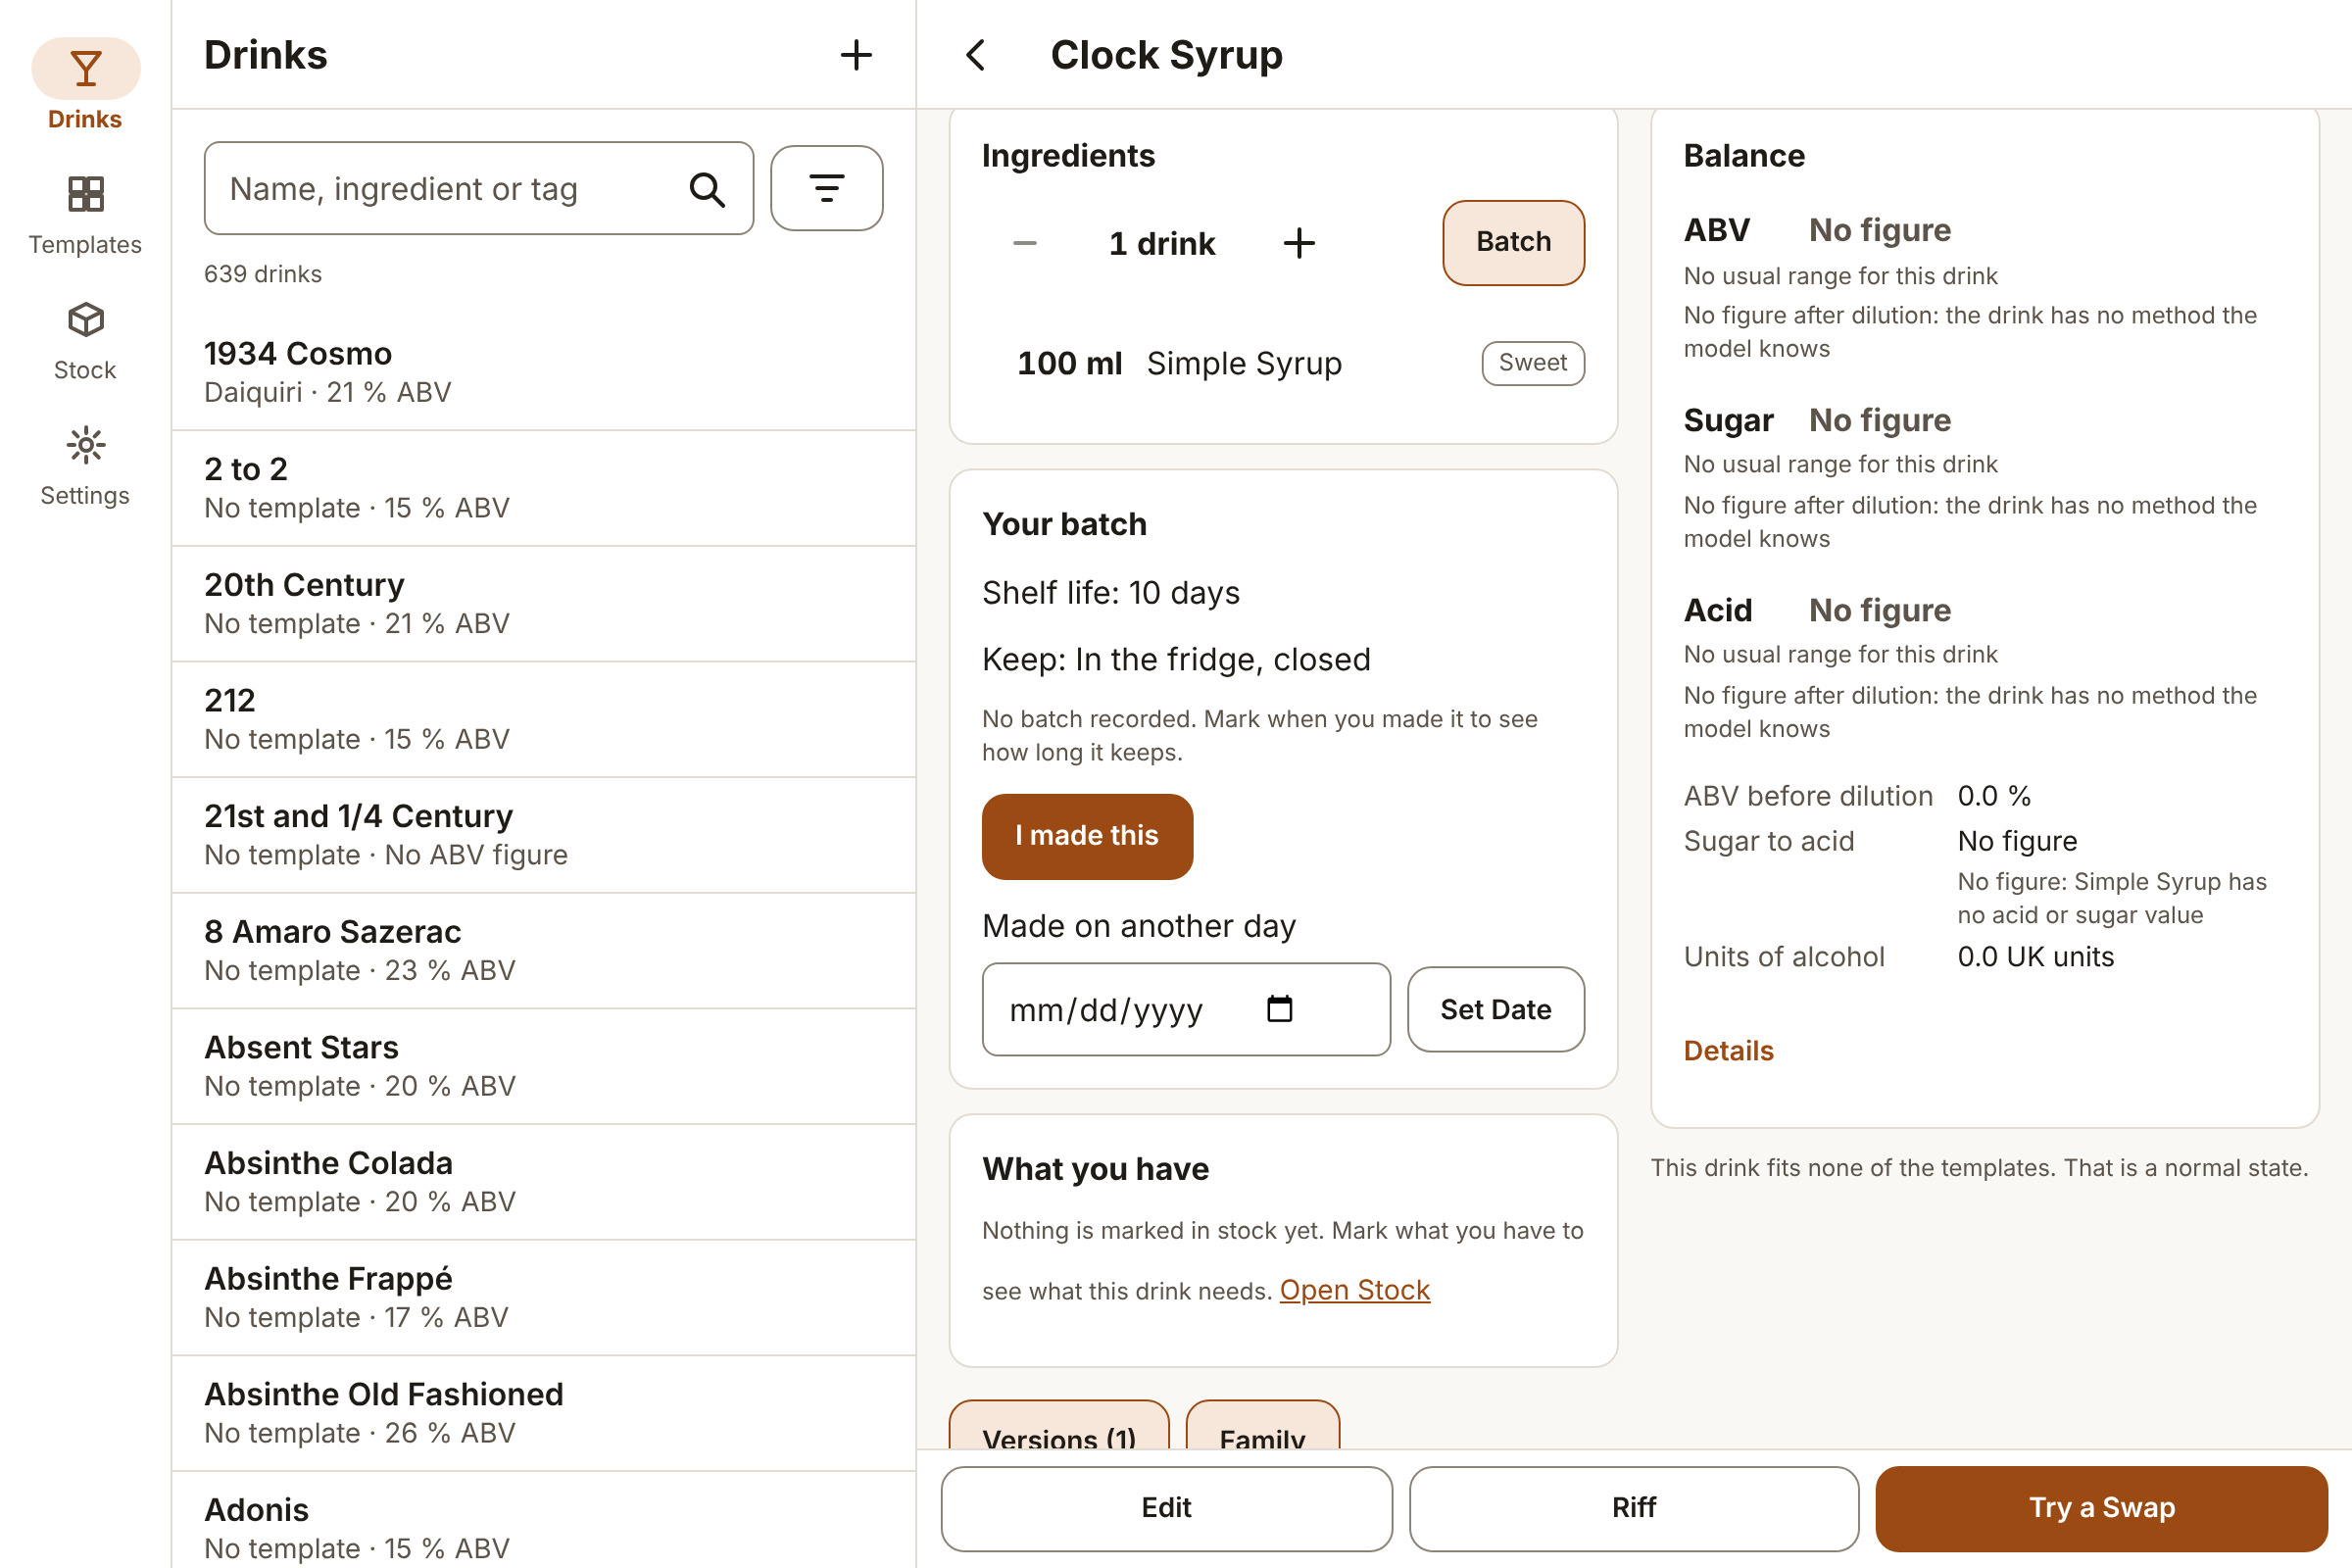 Drinks
Templates
Stock
Settings
Drinks
Name, ingredient or tag
639 drinks
1934 Cosmo
Daiquiri · 21 % ABV
2 to 2
No template · 15 % ABV
20th Century
No template · 21 % ABV
212
No template · 15 % ABV
21st and 1/4 Century
No template · No ABV figure
8 Amaro Sazerac
No template · 23 % ABV
Absent Stars
No template · 20 % ABV
Absinthe Colada
No template · 20 % ABV
Absinthe Frappé
No template · 17 % ABV
Absinthe Old Fashioned
No template · 26 % ABV
Adonis
No template · 15 % ABV
Clock Syrup
Ingredients
1 drink
Batch
100 ml Simple Syrup Sweet
Your batch
Shelf life: 10 days
Keep: In the fridge, closed
No batch recorded. Mark when you made it to see
how long it keeps.
I made this
Made on another day
mm/dd/yyyy
Set Date
What you have
Nothing is marked in stock yet. Mark what you have to
see what this drink needs. Open Stock
Versions (1)
Family
Balance
ABV No figure
No usual range for this drink
No figure after dilution: the drink has no method the
model knows
Sugar No figure
No usual range for this drink
No figure after dilution: the drink has no method the
model knows
Acid No figure
No usual range for this drink
No figure after dilution: the drink has no method the
model knows
ABV before dilution 0.0 %
Sugar to acid No figure
No figure: Simple Syrup has
no acid or sugar value
Units of alcohol 0.0 UK units
Details
This drink fits none of the templates. That is a normal state.
Edit
Riff
Try a Swap